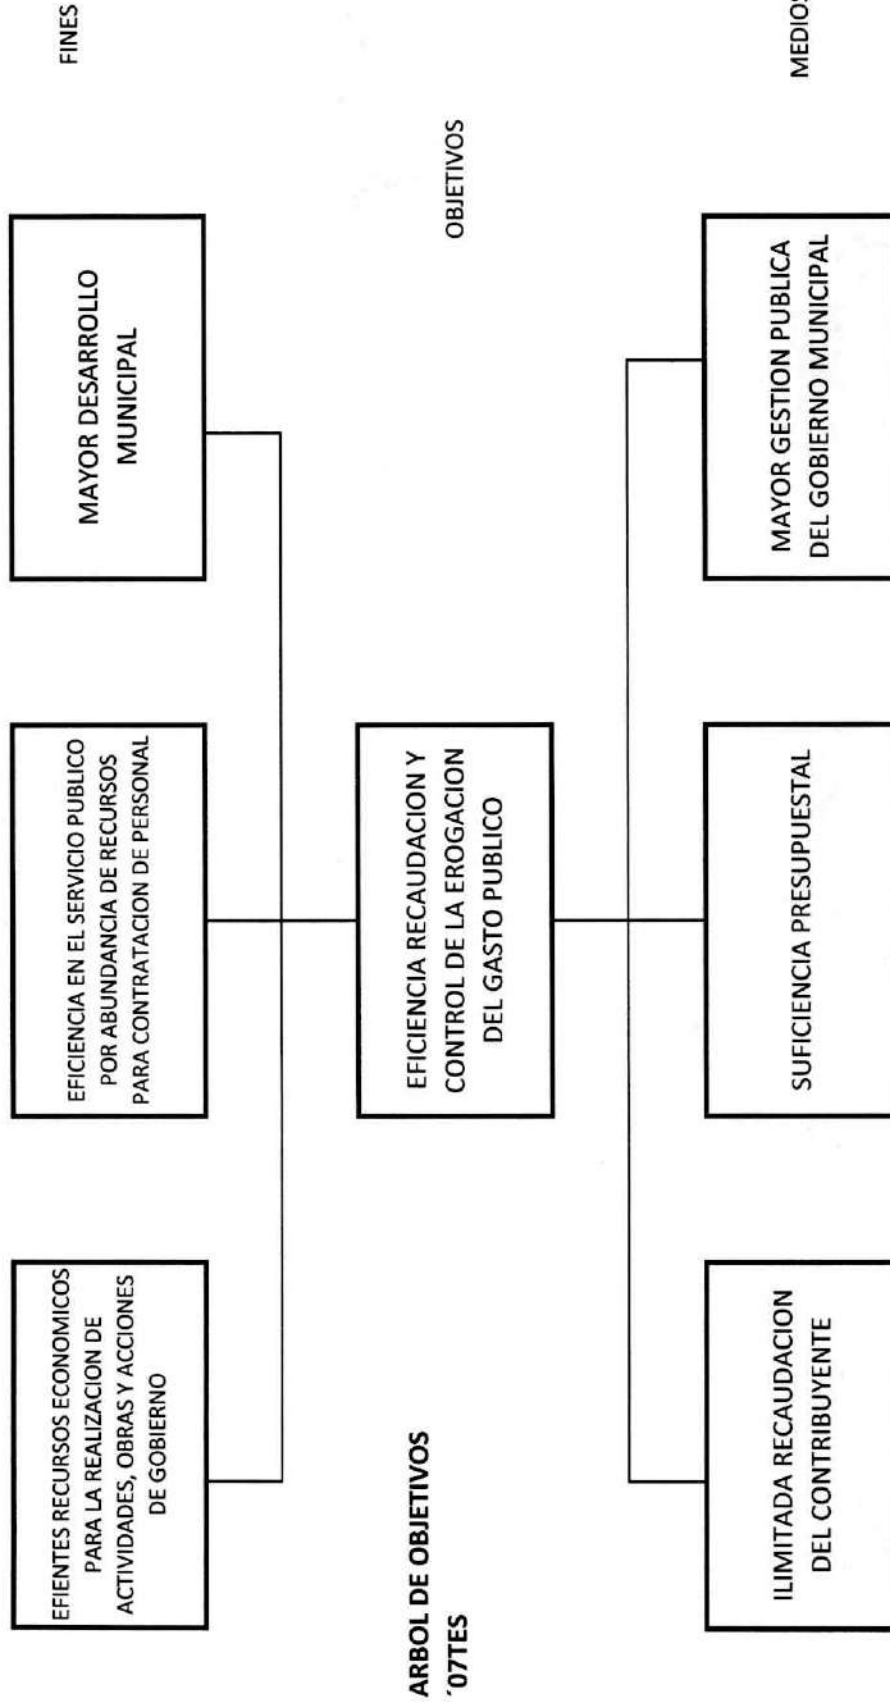 EFIENTES RECURSOS ECONOMICOS
PARA LA REALIZACION DE
ACTIVIDADES, OBRAS Y ACCIONES
DE GOBIERNO
EFICIENCIA EN EL SERVICIO PUBLICO
POR ABUNDANCIA DE RECURSOS
PARA CONTRATACION DE PERSONAL
MAYOR DESARROLLO
MUNICIPAL
FINES
ARBOL DE OBJETIVOS
´07TES
EFICIENCIA RECAUDACION Y
CONTROL DE LA EROGACION
DEL GASTO PUBLICO
OBJETIVOS
ILIMITADA RECAUDACION
DEL CONTRIBUYENTE
SUFICIENCIA PRESUPUESTAL
MAYOR GESTION PUBLICA
DEL GOBIERNO MUNICIPAL
MEDIOS